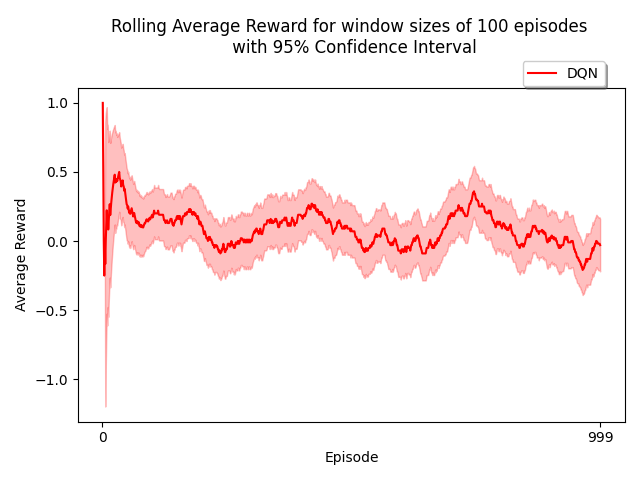 Rolling Average Reward for window sizes of 100 episodes
with 95% Confidence Interval
DQN
1.0
0.5
0.0
−0.5
−1.0
Average Reward
0
999
Episode